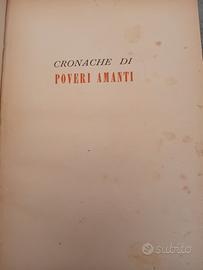 CRONACHE DI
POVERI AMANTI
subito